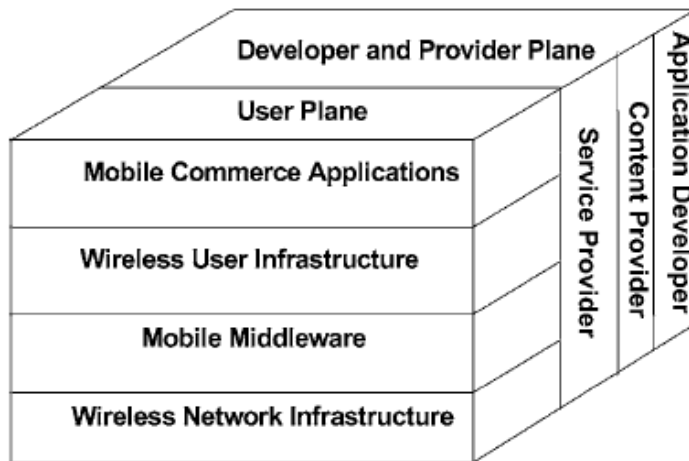 Developer and Provider Plane
User Plane
Mobile Commerce Applications
Wireless User Infrastructure
Mobile Middleware
Wireless Network Infrastructure
Service Provider
Content Provider
Application Developer